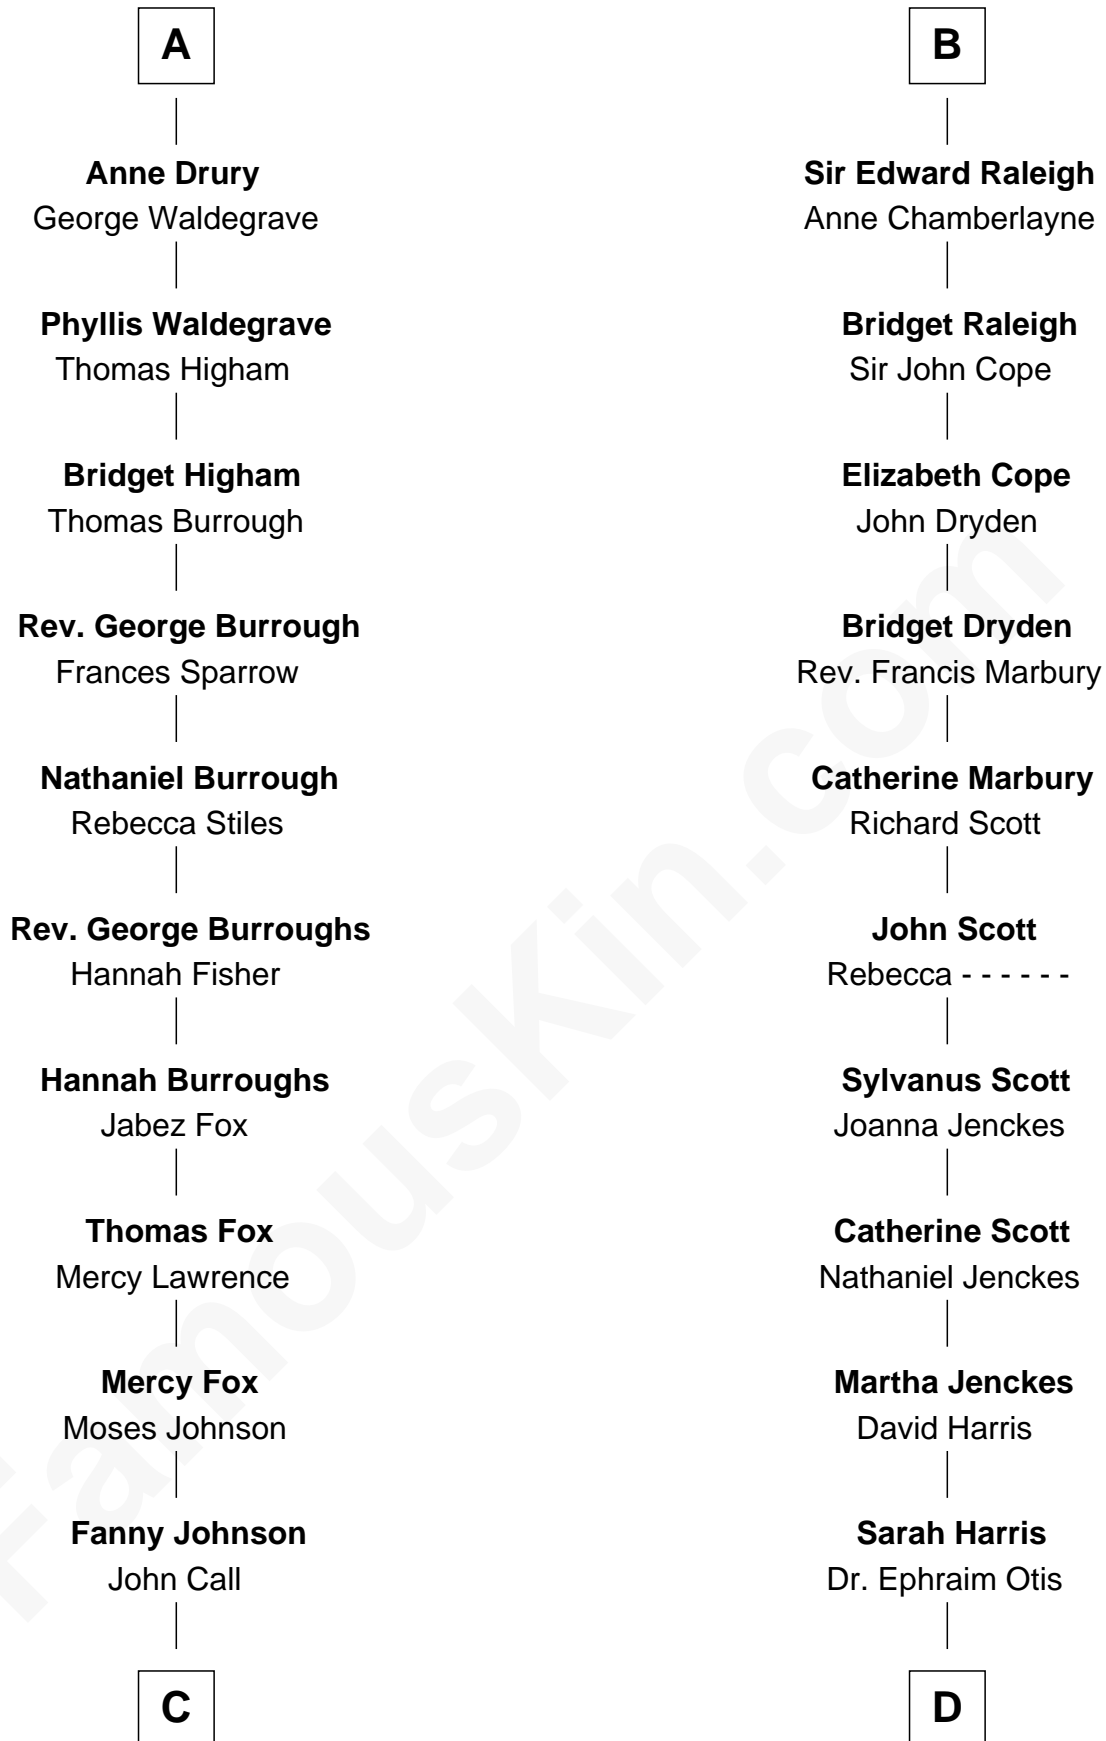 A
Anne Drury
George Waldegrave
Phyllis Waldegrave
Thomas Higham
Bridget Higham
Thomas Burrough
Rev. George Burrough
Frances Sparrow
Nathaniel Burrough
Rebecca Stiles
Rev. George Burroughs
Hannah Fisher
Hannah Burroughs
Jabez Fox
Thomas Fox
Mercy Lawrence
Mercy Fox
Moses Johnson
Fanny Johnson
John Call
C
B
Sir Edward Raleigh
Anne Chamberlayne
Bridget Raleigh
Sir John Cope
Elizabeth Cope
John Dryden
Bridget Dryden
Rev. Francis Marbury
Catherine Marbury
Richard Scott
John Scott
Rebecca - - - - - -
Sylvanus Scott
Joanna Jenckes
Catherine Scott
Nathaniel Jenckes
Martha Jenckes
David Harris
Sarah Harris
Dr. Ephraim Otis
D
FamousKin.com